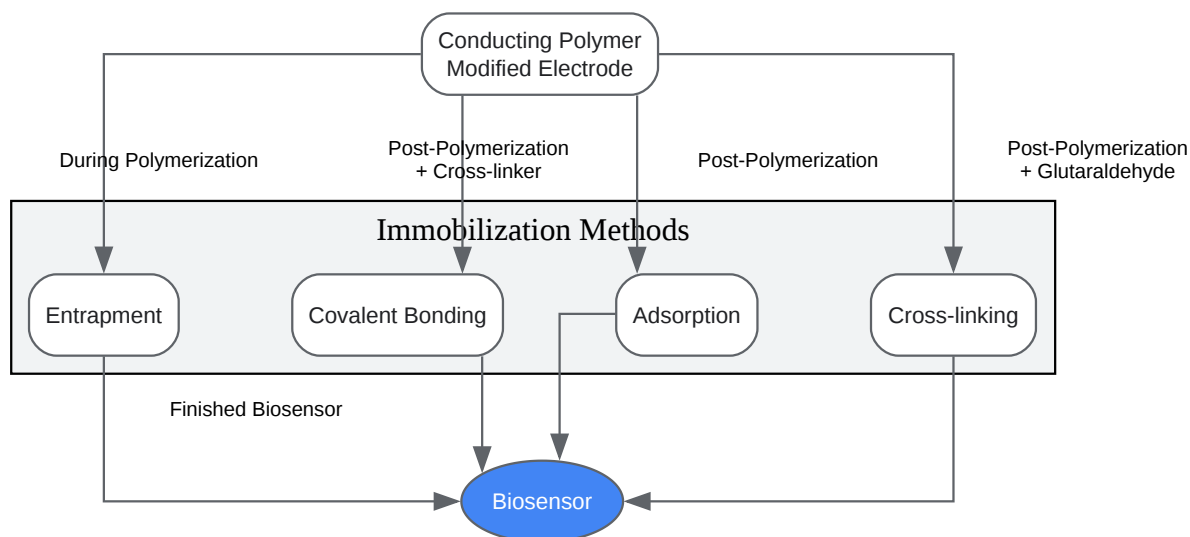 Conducting Polymer
Modified Electrode
During Polymerization
Post-Polymerization
+ Cross-linker
Post-Polymerization
Post-Polymerization
+ Glutaraldehyde
Immobilization Methods
Entrapment
Covalent Bonding
Adsorption
Cross-linking
Finished Biosensor
Biosensor